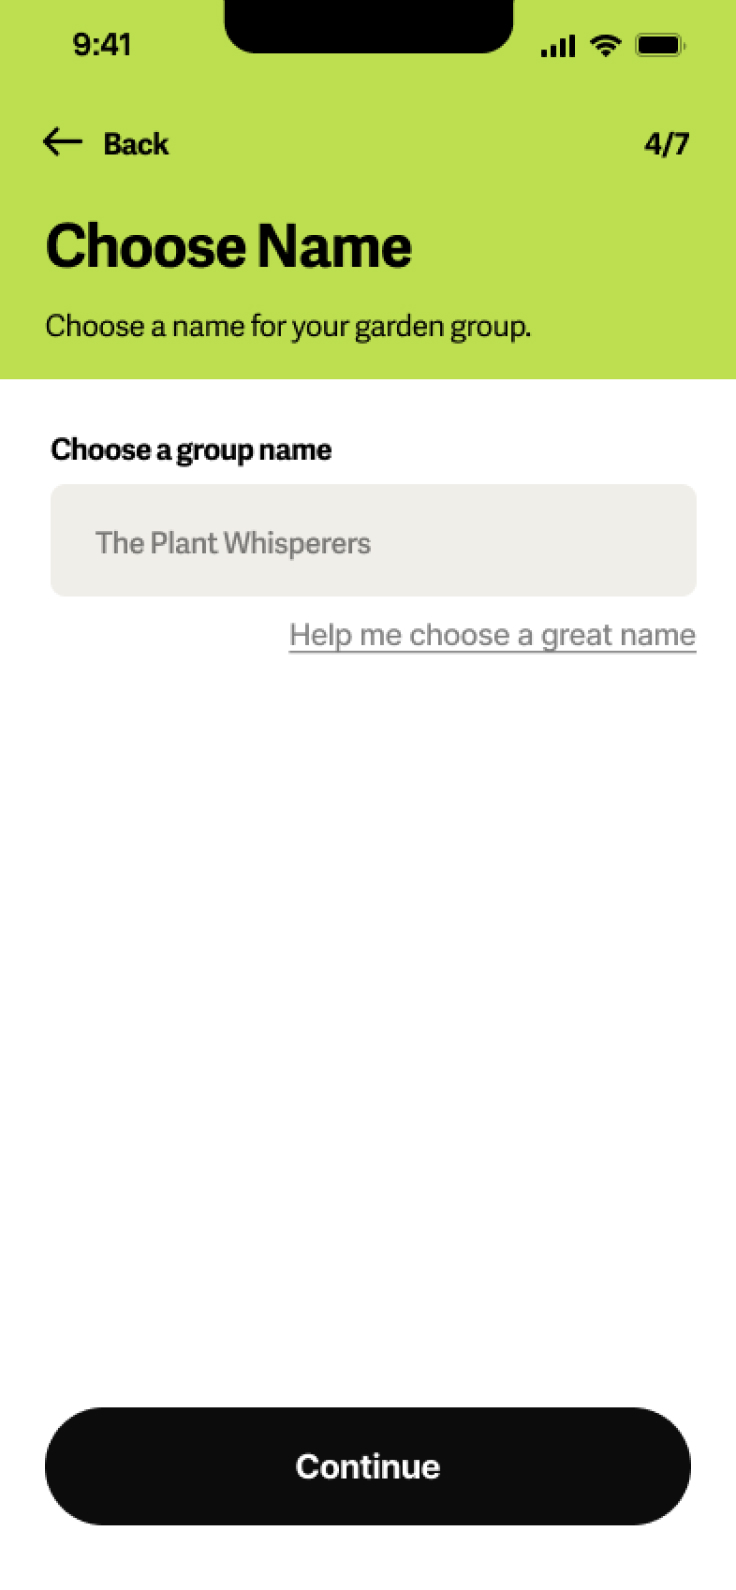 9:41
Back
4/7
Choose Name
Choose a name for your garden group.
Choose a group name
The Plant Whisperers
Help me choose a great name
Continue